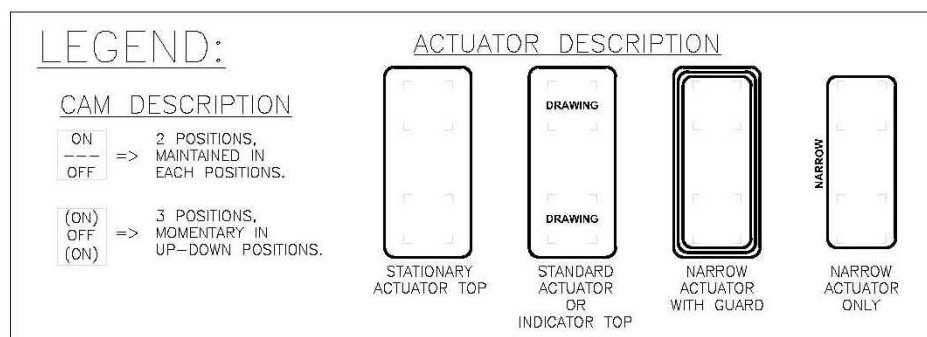 LEGEND:
ACTUATOR DESCRIPTION
CAM DESCRIPTION
ON
---
OFF
=>
2 POSITIONS,
MAINTAINED IN
EACH POSITIONS.
(ON)
OFF
(ON)
=>
3 POSITIONS,
MOMENTARY IN
UP-DOWN POSITIONS.
STATIONARY
ACTUATOR TOP
DRAWING
DRAWING
STANDARD
ACTUATOR
OR
INDICATOR TOP
NARROW
ACTUATOR
WITH GUARD
NARROW
NARROW
ACTUATOR
ONLY